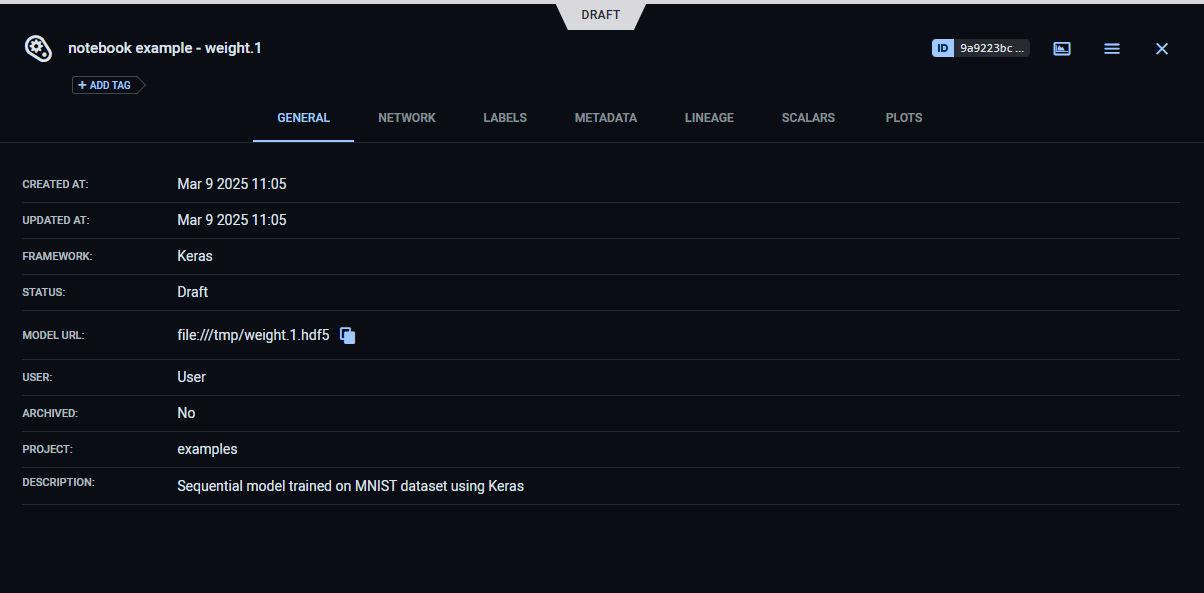 DRAFT
notebook example - weight.1
ID 9a9223bc ...
+ ADD TAG
GENERAL NETWORK LABELS METADATA LINEAGE SCALARS PLOTS
CREATED AT: Mar 9 2025 11:05
UPDATED AT: Mar 9 2025 11:05
FRAMEWORK: Keras
STATUS: Draft
MODEL URL: file:///tmp/weight.1.hdf5
USER: User
ARCHIVED: No
PROJECT: examples
DESCRIPTION: Sequential model trained on MNIST dataset using Keras